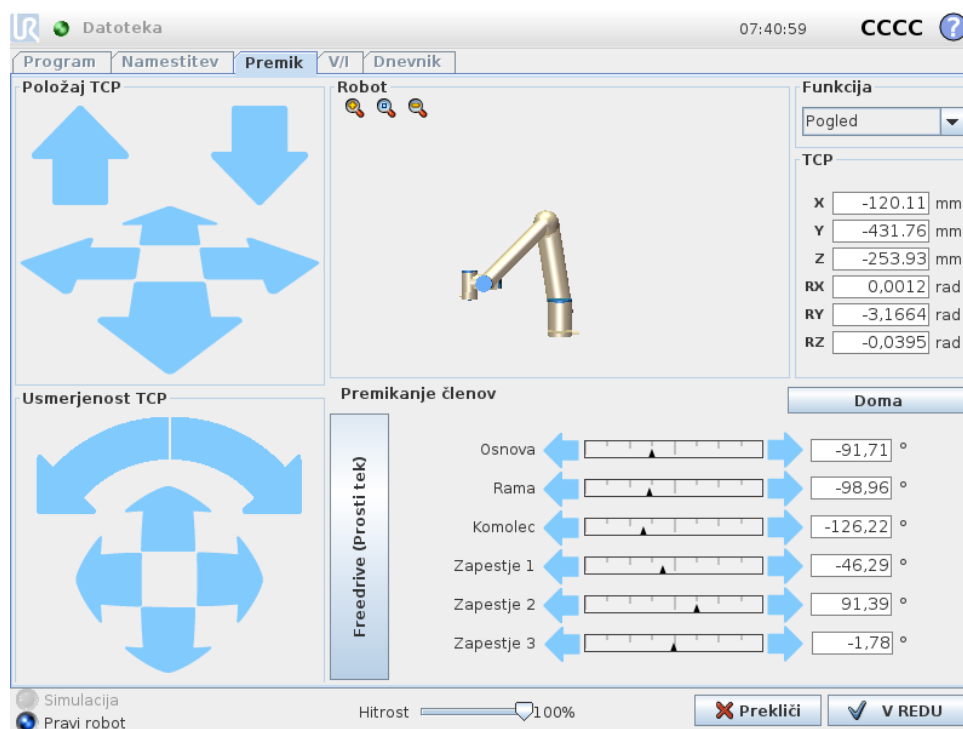 UR Datoteka 07:40:59 CCCC ?
Program Namestitev Premik V/I Dnevnik
Položaj TCP
Robot
Funkcija
Pogled
TCP
X -120.11 mm
Y -431.76 mm
Z -253.93 mm
RX 0,0012 rad
RY -3,1664 rad
RZ -0,0395 rad
Usmerjenost TCP
Premikanje členov
Doma
Freedrive (Prosti tek)
Osnova -91,71 °
Rama -98,96 °
Komolec -126,22 °
Zapestje 1 -46,29 °
Zapestje 2 91,39 °
Zapestje 3 -1,78 °
Simulacija
Pravi robot
Hitrost 100%
Prekliči
V REDU